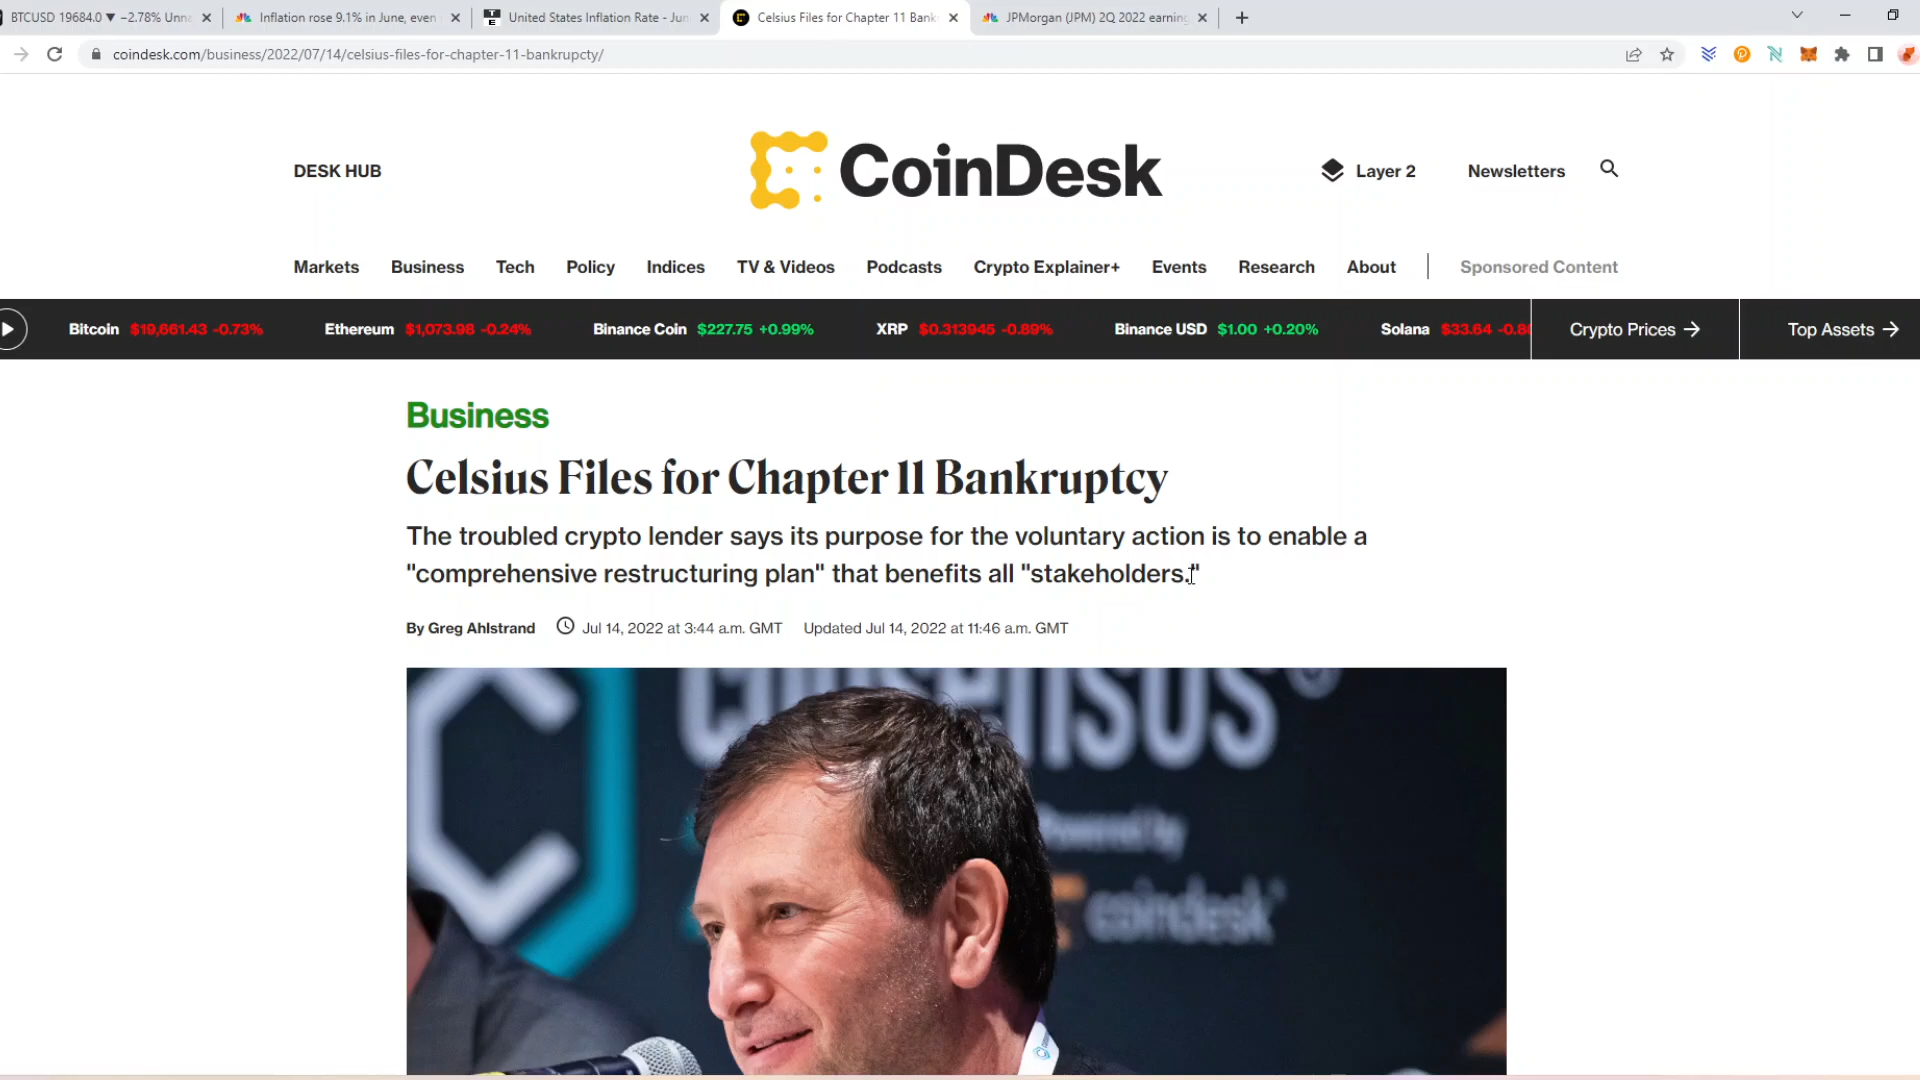 BTCUSD 19684.0 ▼ −2.78% Unna
Inflation rose 9.1% in June, even
United States Inflation Rate - Jun
Celsius Files for Chapter 11 Bank
JPMorgan (JPM) 2Q 2022 earning
coindesk.com/business/2022/07/14/celsius-files-for-chapter-11-bankrupcty/
DESK HUB
CoinDesk
Layer 2
Newsletters
Markets Business Tech Policy Indices TV & Videos Podcasts Crypto Explainer+ Events Research About Sponsored Content
Bitcoin $19,661.43 -0.73% Ethereum $1,073.98 -0.24% Binance Coin $227.75 +0.99% XRP $0.313945 -0.89% Binance USD $1.00 +0.20% Solana $33.64 Crypto Prices → Top Assets →
Business
Celsius Files for Chapter 11 Bankruptcy
The troubled crypto lender says its purpose for the voluntary action is to enable a
"comprehensive restructuring plan" that benefits all "stakeholders."
By Greg Ahlstrand Jul 14, 2022 at 3:44 a.m. GMT Updated Jul 14, 2022 at 11:46 a.m. GMT
consensus
Powered by
coindesk